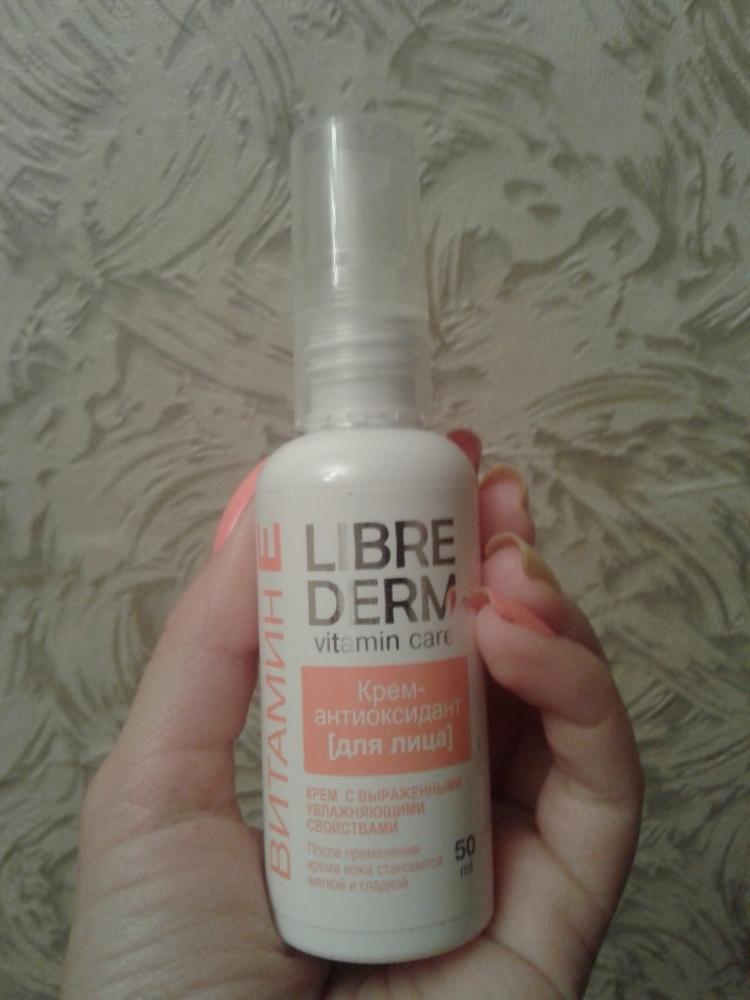 ВИТАМИН Е
LIBRE
DERM
vitamin care
Крем-
антиоксидант
[для лица]
КРЕМ С ВЫРАЖЕННЫМИ
УВЛАЖНЯЮЩИМИ
СВОЙСТВАМИ
После применения
крема кожа становится
мягкой и гладкой
50
ml